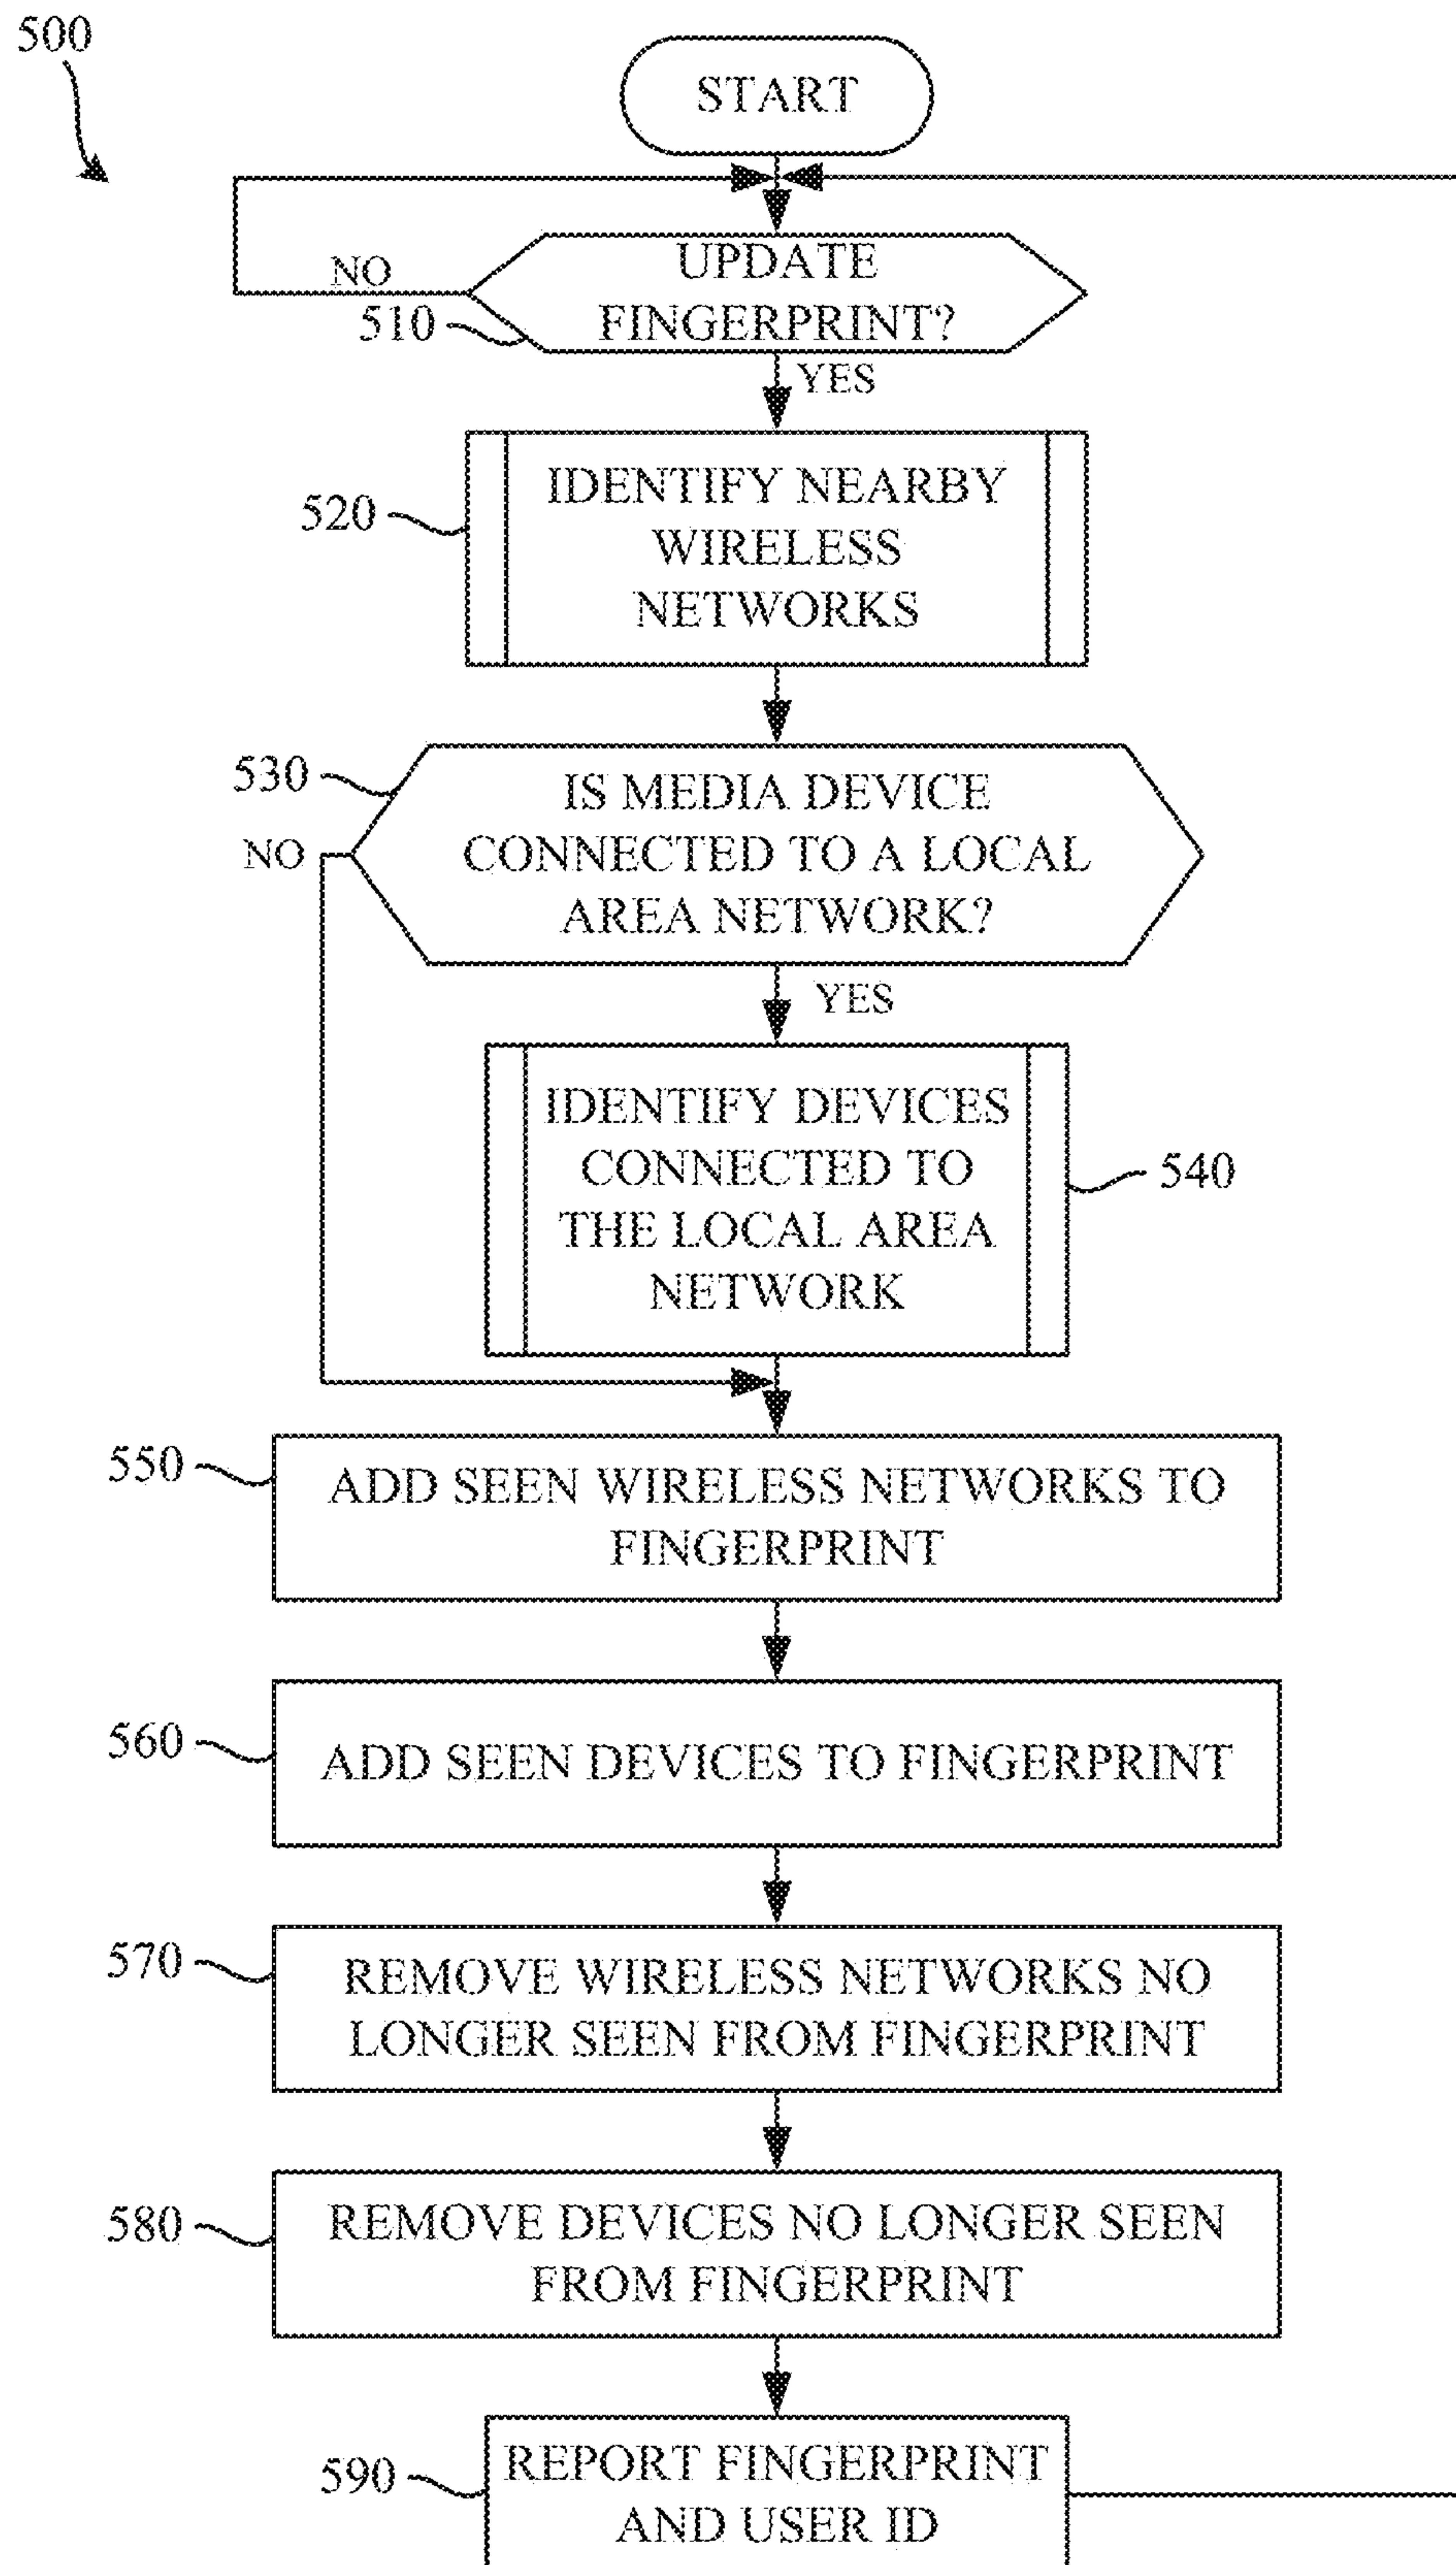 500
START
UPDATE
FINGERPRINT?
NO
510
YES
IDENTIFY NEARBY
WIRELESS
NETWORKS
520
530
IS MEDIA DEVICE
CONNECTED TO A LOCAL
AREA NETWORK?
NO
YES
IDENTIFY DEVICES
CONNECTED TO
THE LOCAL AREA
NETWORK
540
550
ADD SEEN WIRELESS NETWORKS TO
FINGERPRINT
560
ADD SEEN DEVICES TO FINGERPRINT
570
REMOVE WIRELESS NETWORKS NO
LONGER SEEN FROM FINGERPRINT
580
REMOVE DEVICES NO LONGER SEEN
FROM FINGERPRINT
590
REPORT FINGERPRINT
AND USER ID